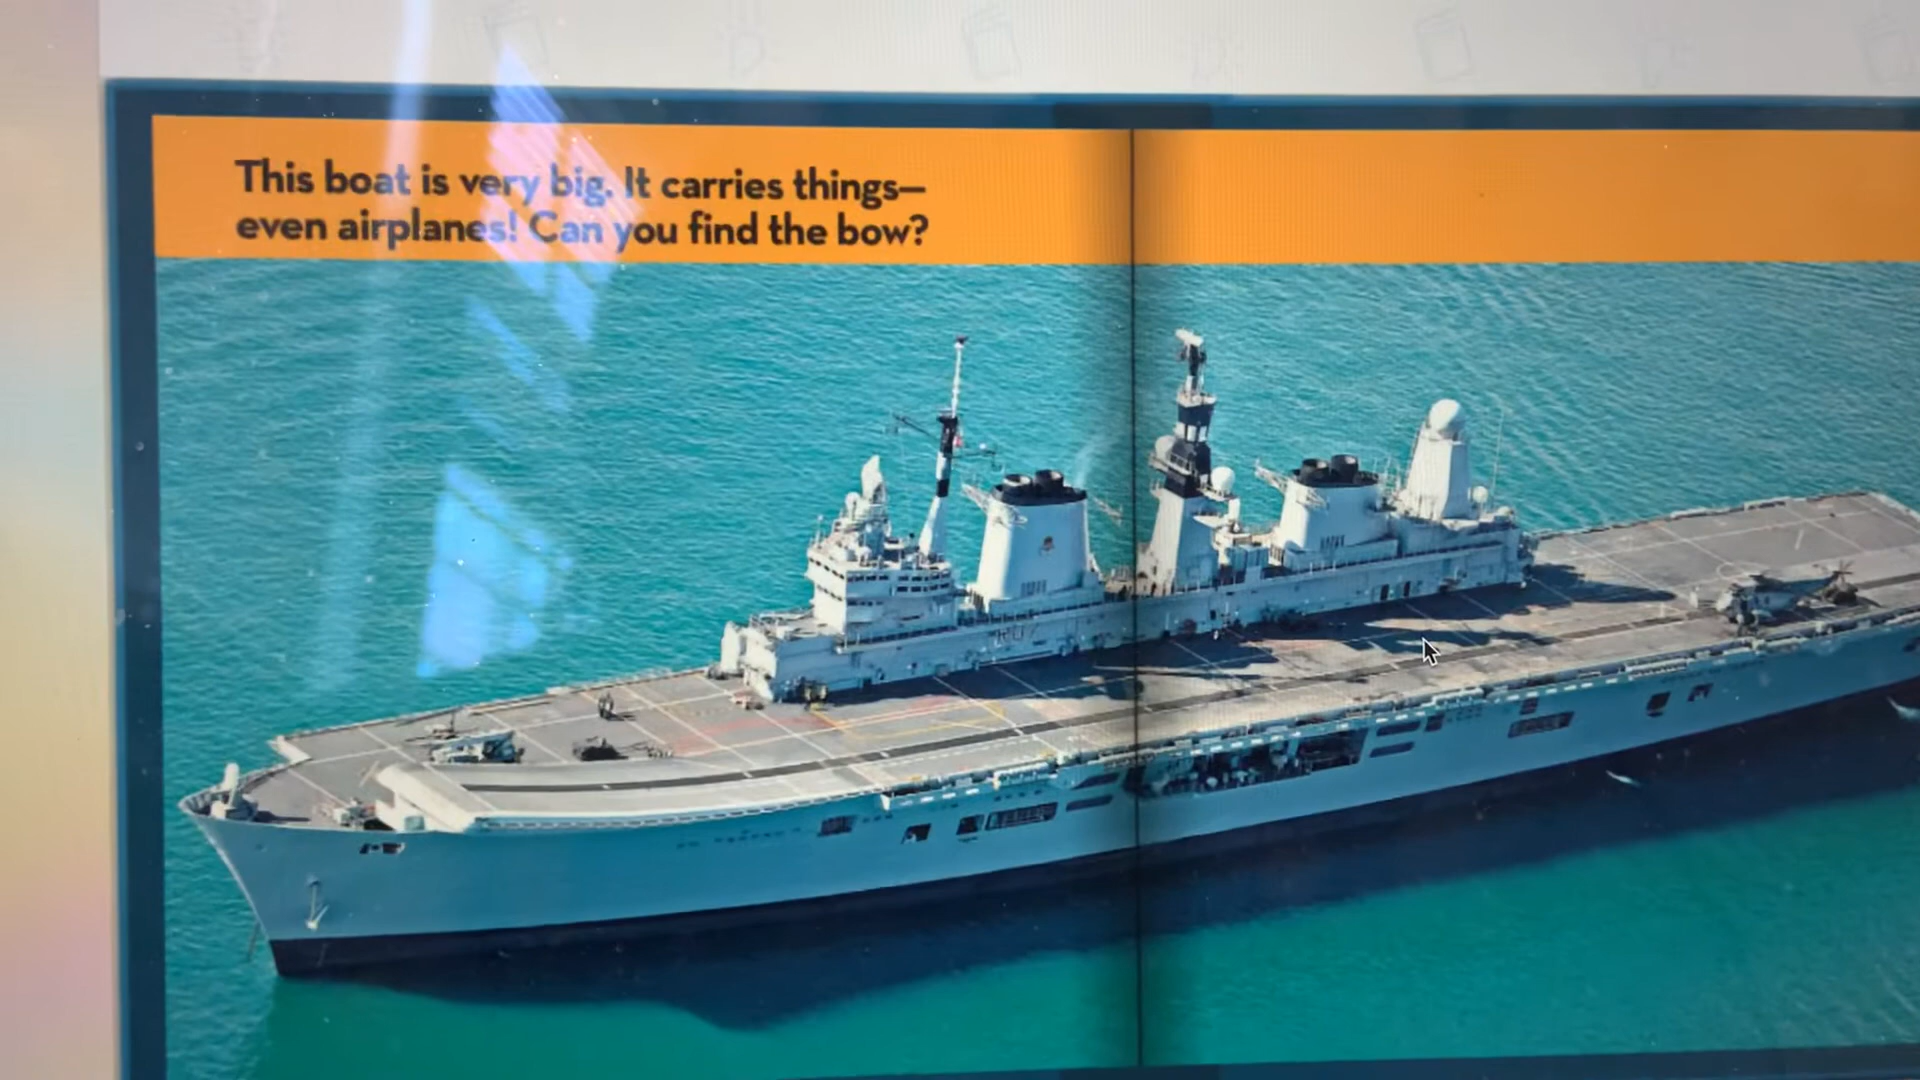 This boat is very big. It carries things—
even airplanes! Can you find the bow?